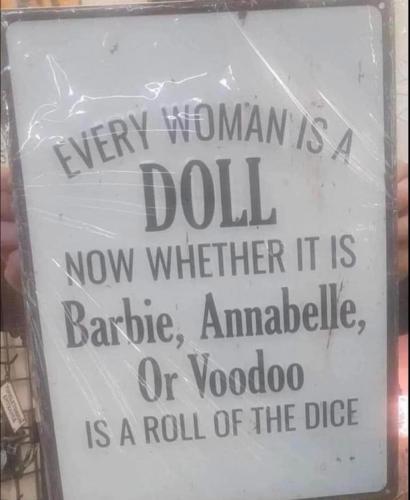 EVERY WOMAN IS A
DOLL
NOW WHETHER IT IS
Barbie, Annabelle,
Or Voodoo
IS A ROLL OF THE DICE